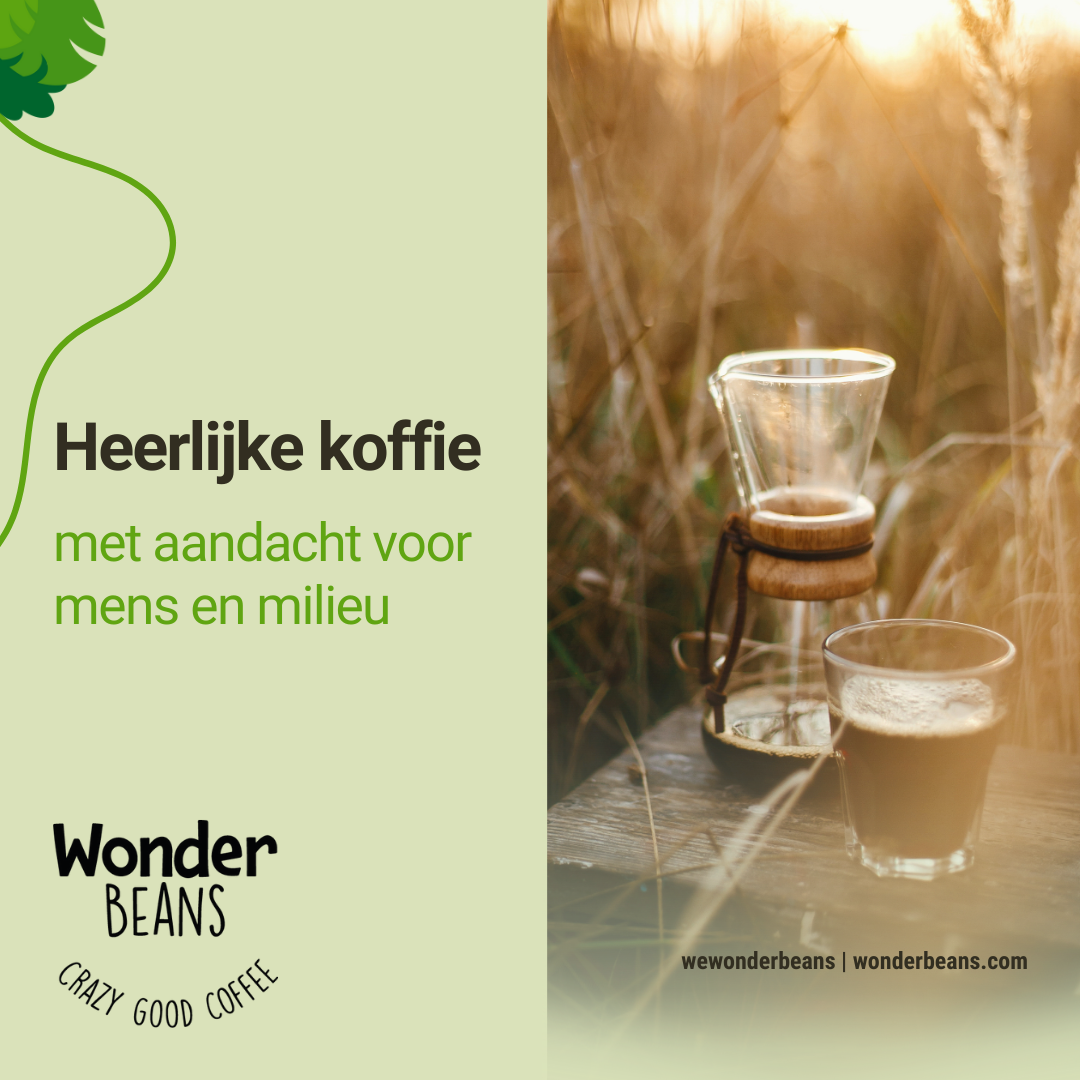 Heerlijke koffie
met aandacht voor
mens en milieu
Wonder
BEANS
CRAZY GOOD COFFEE
wewonderbeans | wonderbeans.com